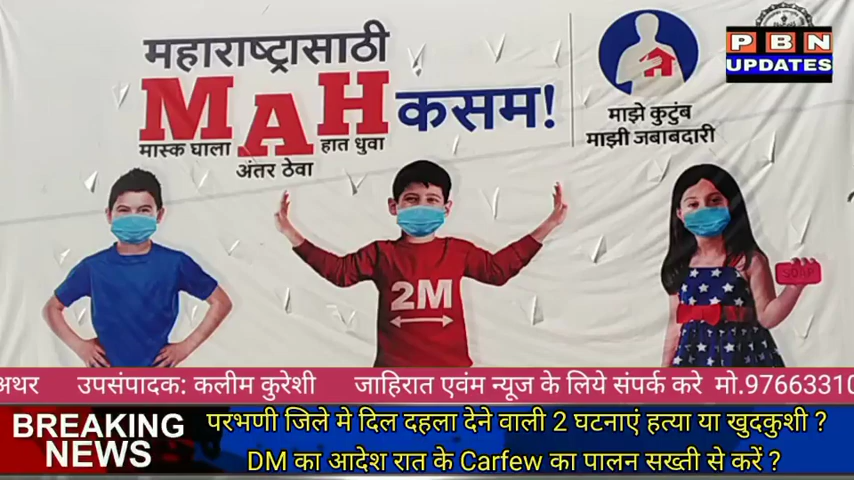 महाराष्ट्रासाठी
MAH कसम!
मास्क घाला
अंतर ठेवा
हात धुवा
माझे कुटुंब
माझी जबाबदारी
PBN
UPDATES
2M
SOAP
अथर उपसंपादक: कलीम कुरेशी जाहिरात एवंम न्यूज के लिये संपर्क करे मो.97663310
BREAKING
NEWS
परभणी जिले मे दिल दहला देने वाली 2 घटनाएं हत्या या खुदकुशी ?
DM का आदेश रात के Carfew का पालन सख्ती से करें ?